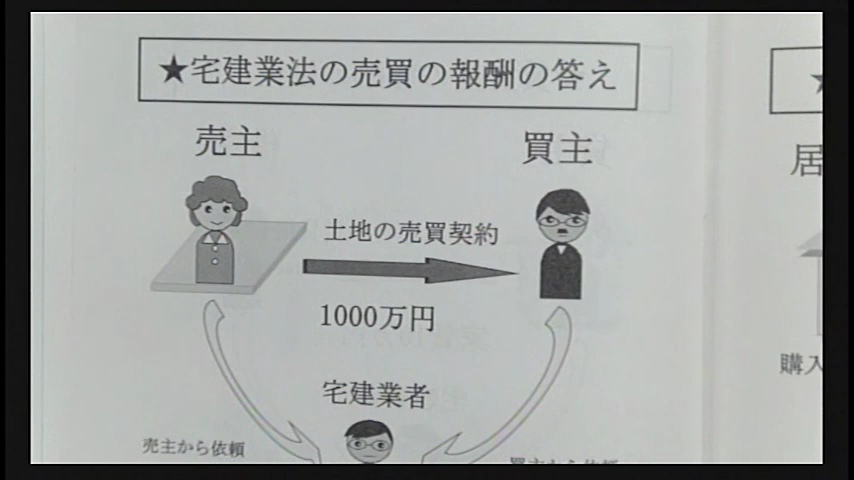 ★宅建業法の売買の報酬の答え
売主
買主
土地の売買契約
1000万円
宅建業者
売主から依頼
居
購入